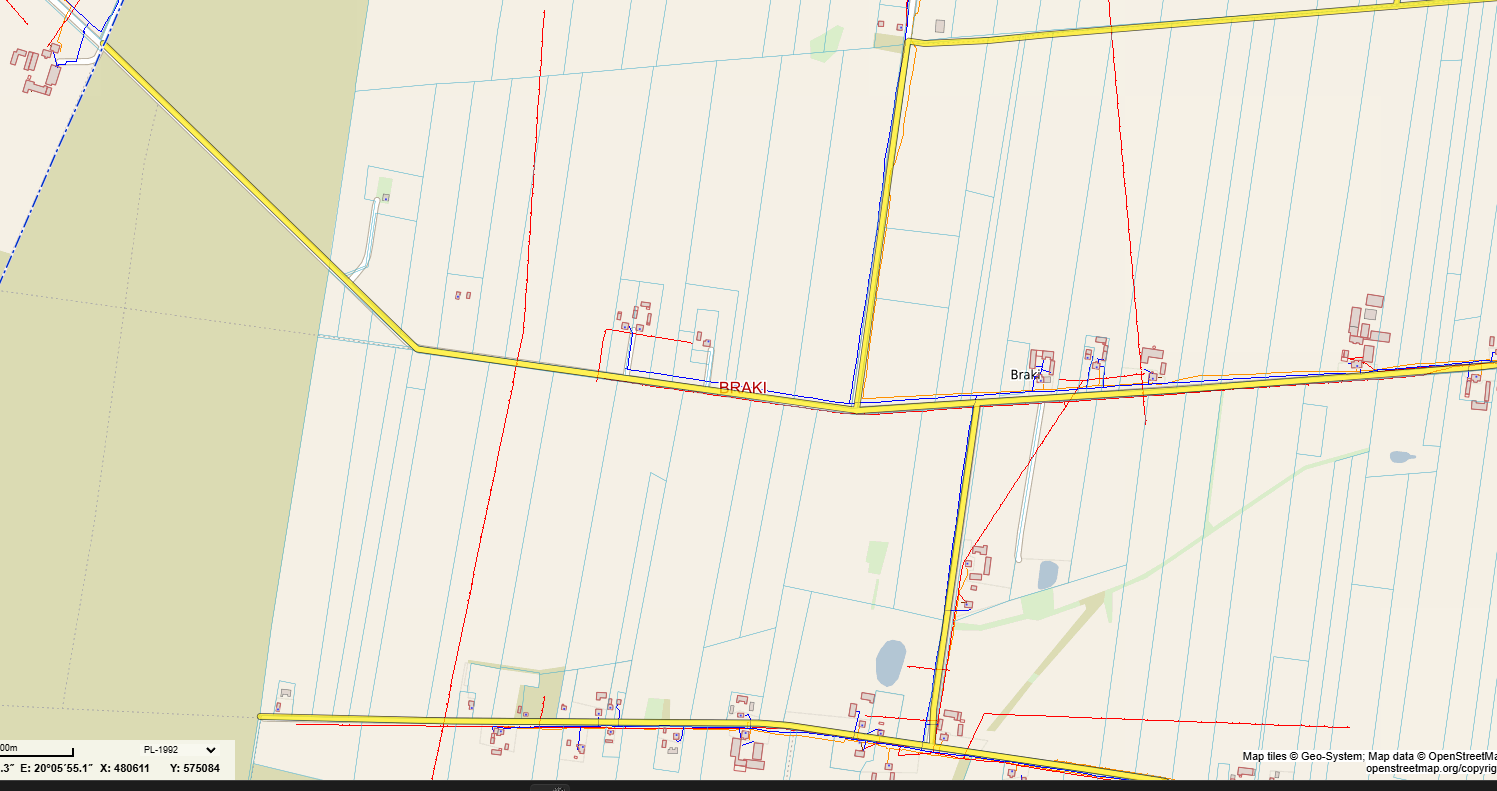 BRAKI
Braki
00m
PL-1992
.3″ E: 20°05′55.1″ X: 480611 Y: 575084
Map tiles © Geo-System; Map data © OpenStreetMa
openstreetmap.org/copyrig